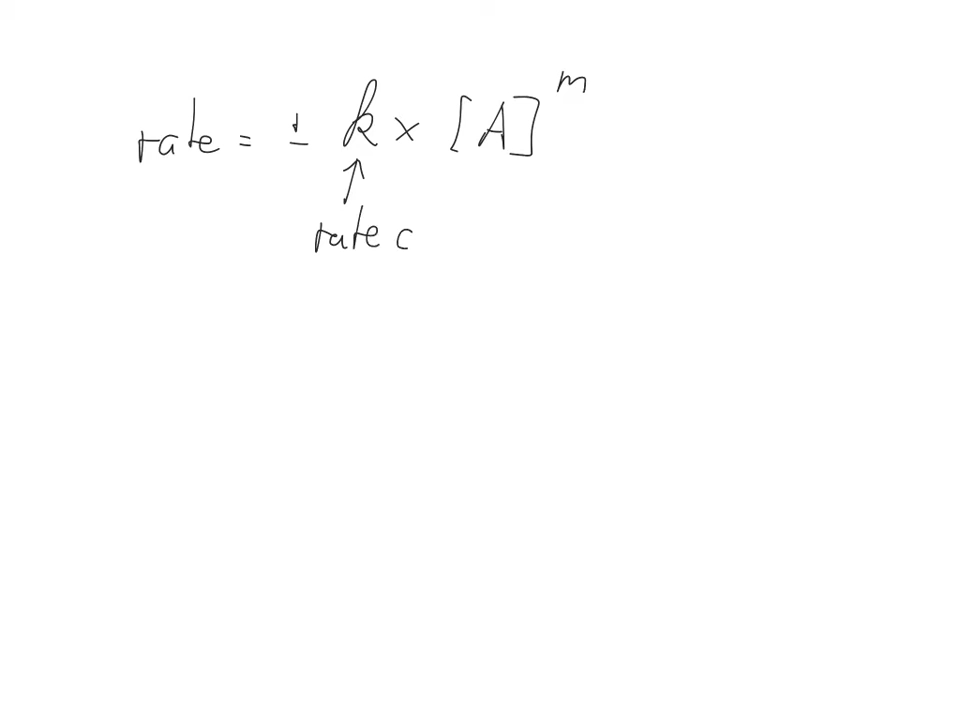 rate = ± k × [A]^m
↑
rate c